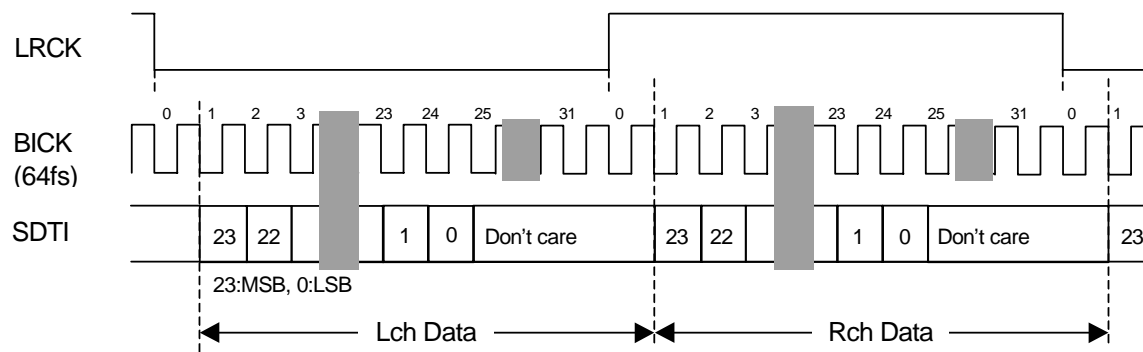 LRCK
0 1 2 3 23 24 25 31 0 1 2 3 23 24 25 31 0 1
BICK
(64fs)
SDTI 23 22 1 0 Don't care 23 22 1 0 Don't care 23
23:MSB, 0:LSB
Lch Data Rch Data